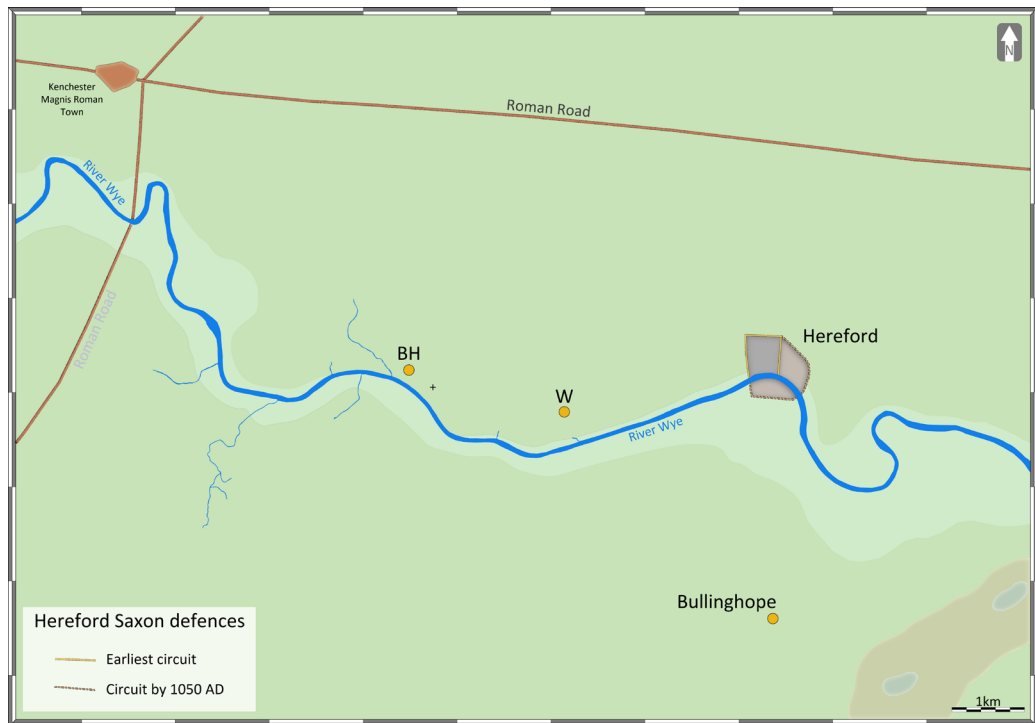 N
Kenchester
Magnis Roman
Town
Roman Road
River Wye
Roman Road
BH
Hereford
W
River Wye
Bullinghope
Hereford Saxon defences
Earliest circuit
Circuit by 1050 AD
1km